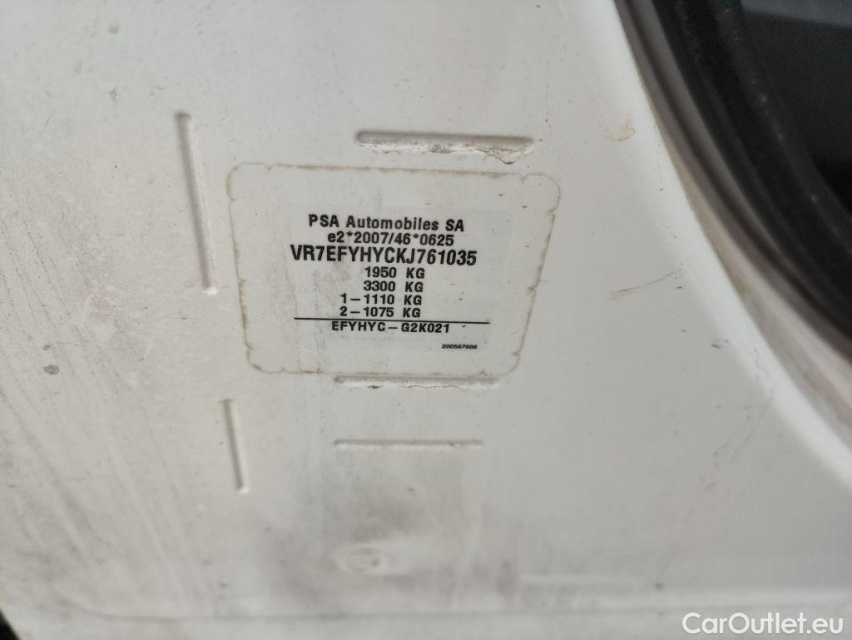 PSA Automobiles SA
e2*2007/46*0625
VR7EFYHYCKJ761035
1950 KG
3300 KG
1-1110 KG
2-1075 KG
EFYHYC-G2K021
CarOutlet.eu